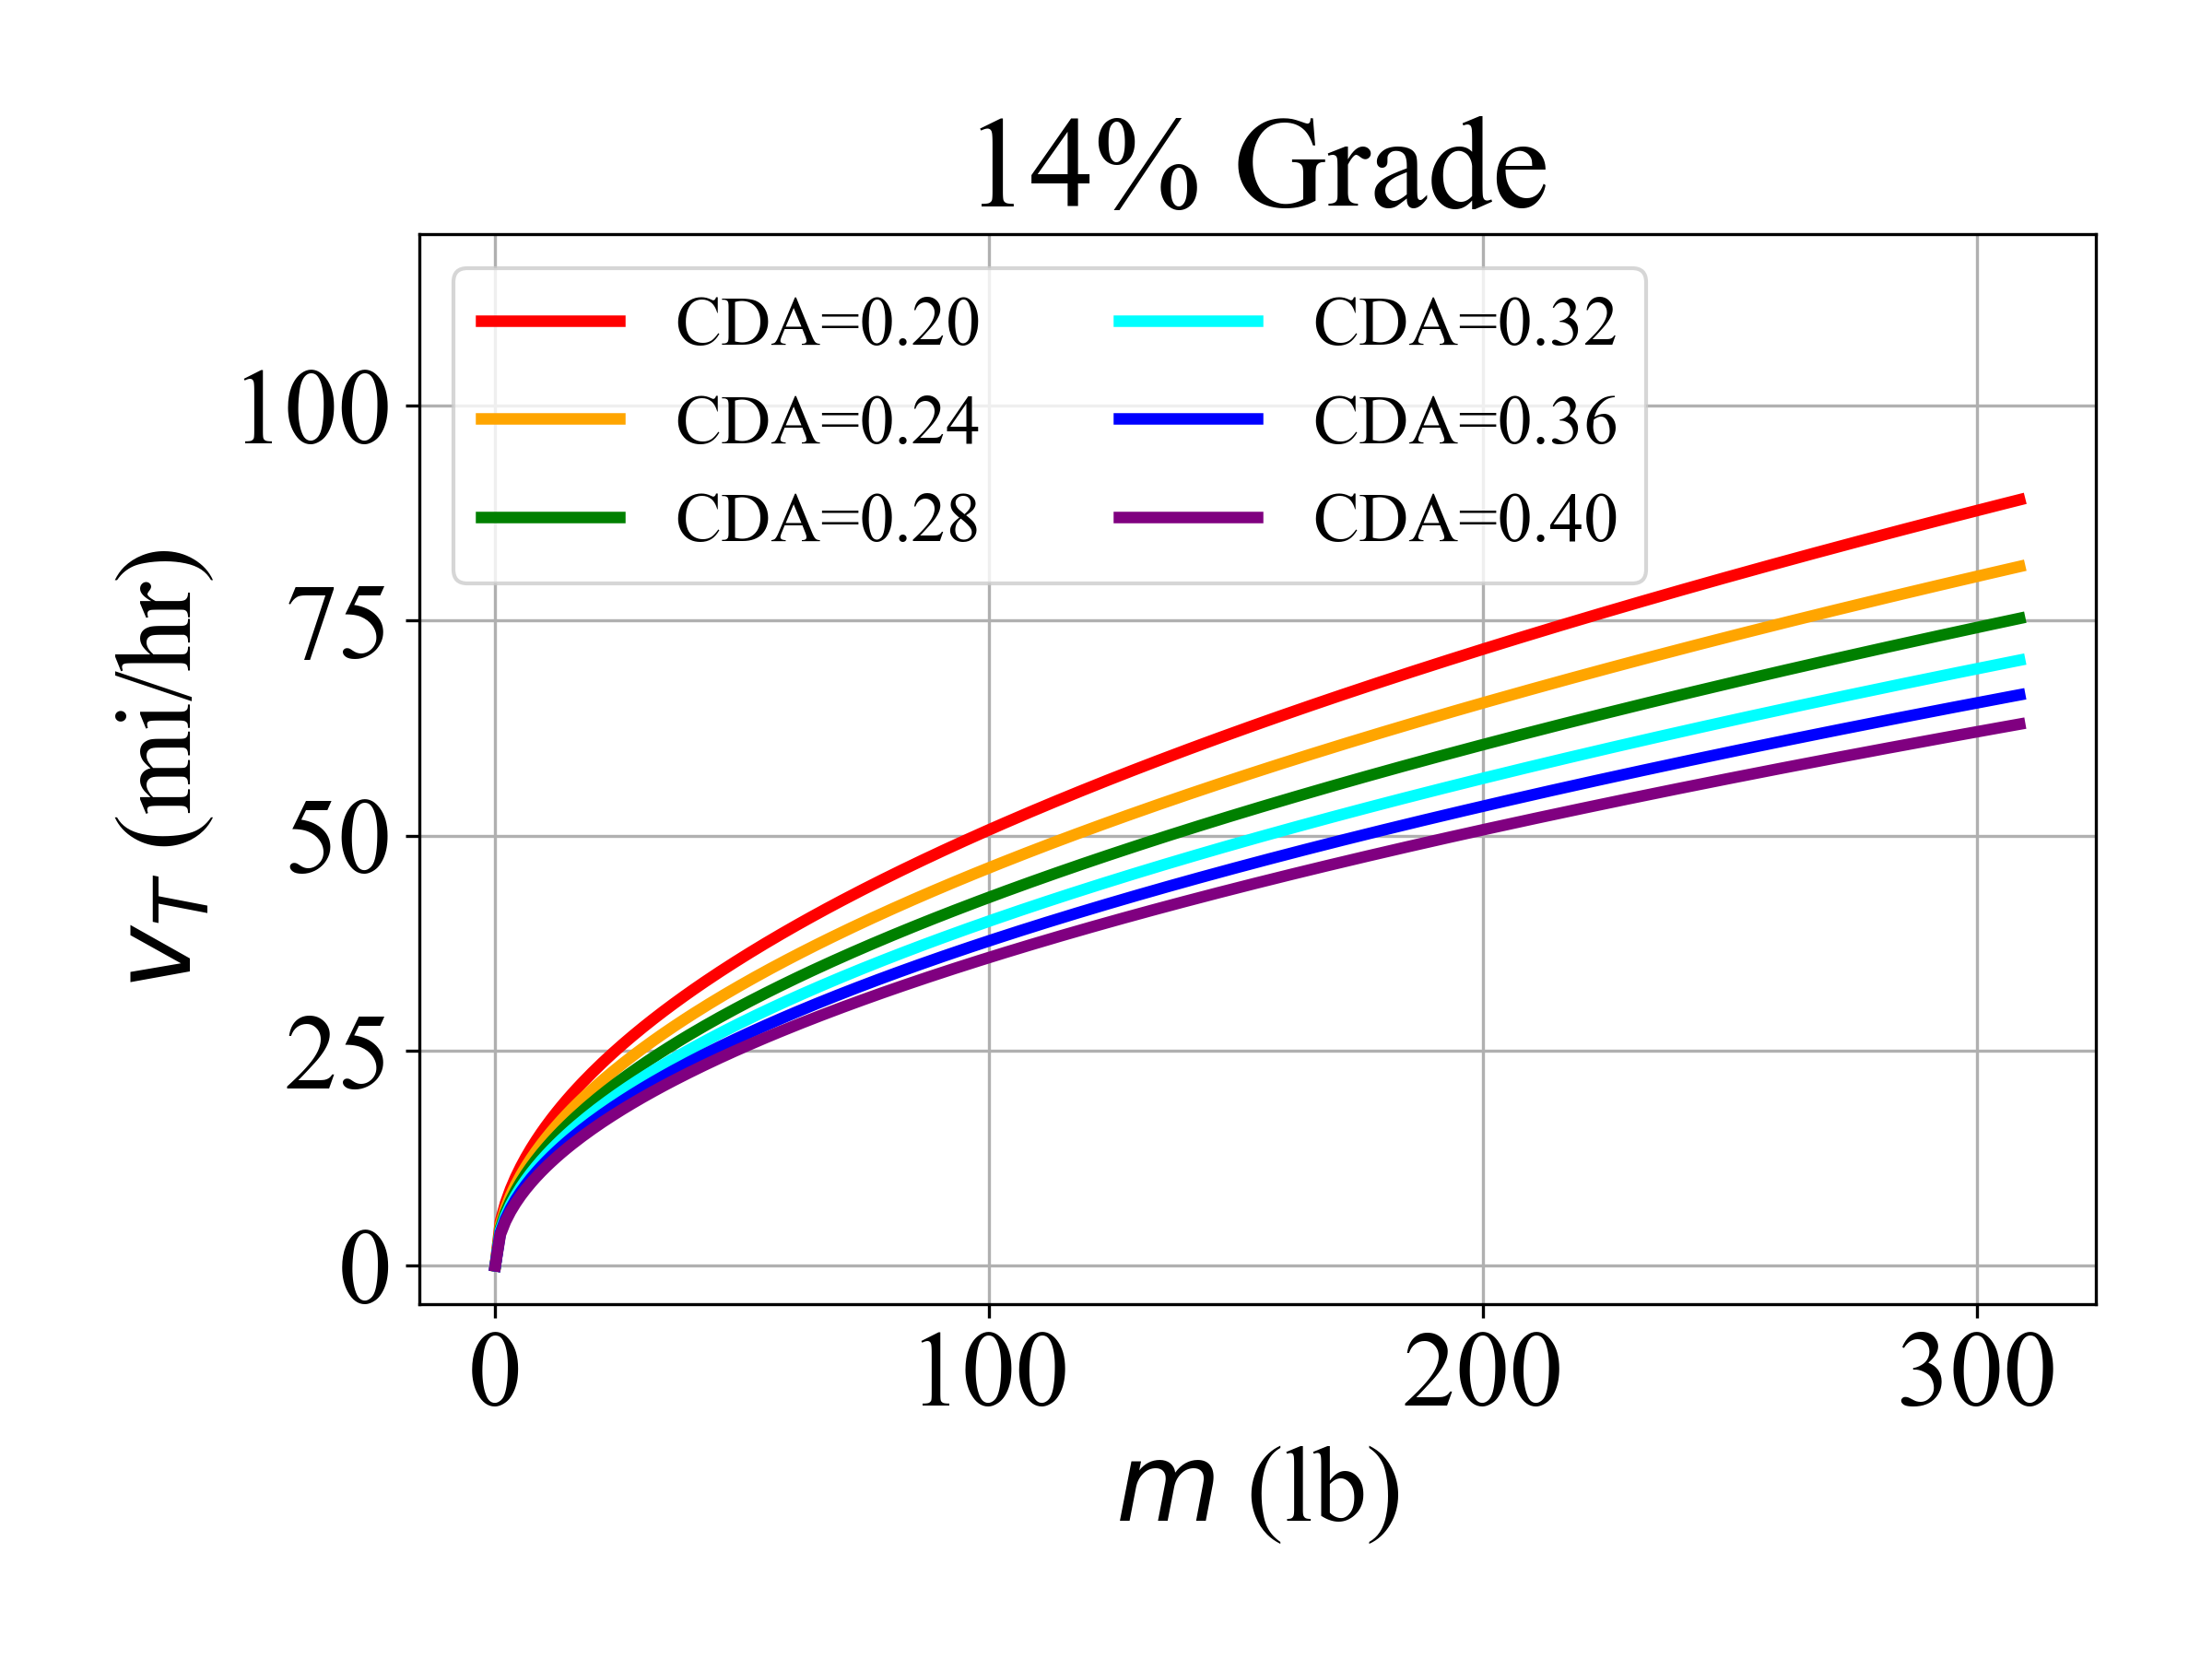 14% Grade
CDA=0.20
CDA=0.24
CDA=0.28
CDA=0.32
CDA=0.36
CDA=0.40
v_T (mi/hr)
100
75
50
25
0
0 100 200 300
m (lb)